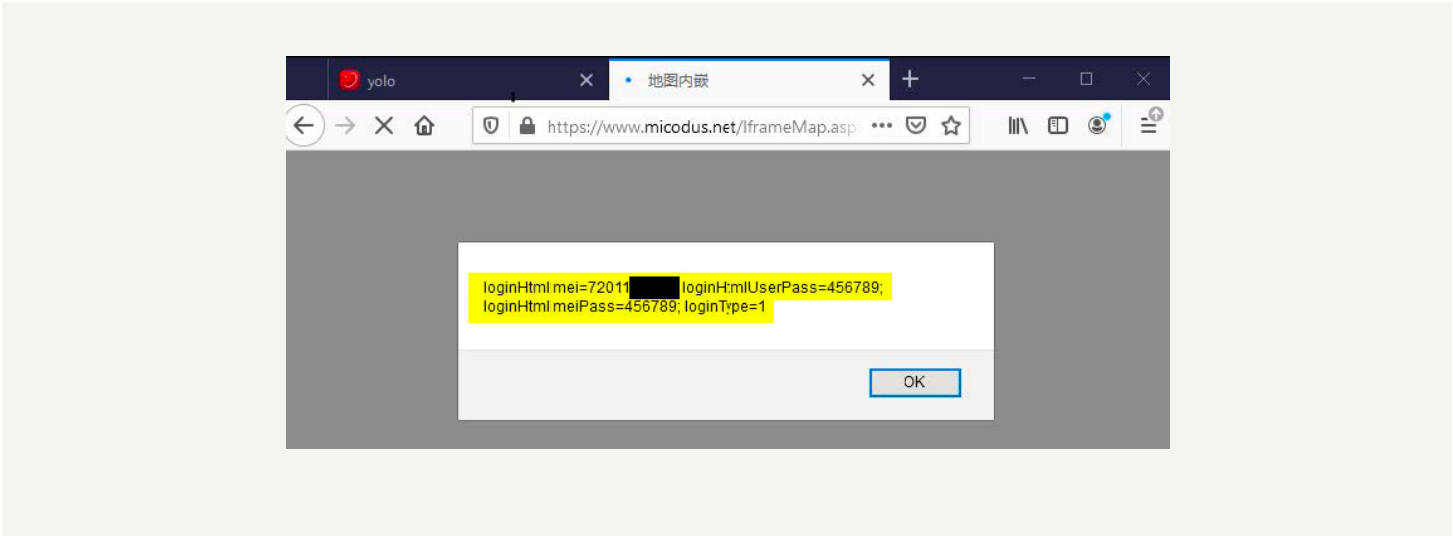 yolo
地图内嵌
https://www.micodus.net/IframeMap.asp
loginHtmlImei=72011 loginHtmlUserPass=456789;
loginHtmlImeiPass=456789; loginType=1
OK